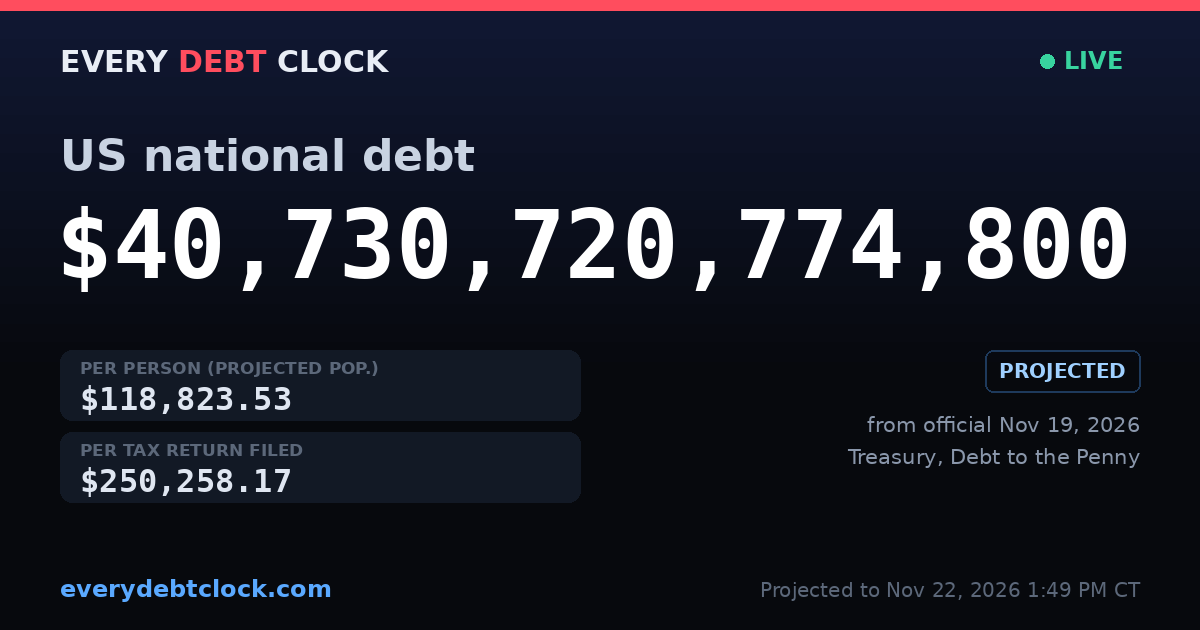 EVERY DEBT CLOCK
LIVE
US national debt
$40,730,720,774,800
PER PERSON (PROJECTED POP.)
$118,823.53
PER TAX RETURN FILED
$250,258.17
PROJECTED
from official Nov 19, 2026
Treasury, Debt to the Penny
everydebtclock.com
Projected to Nov 22, 2026 1:49 PM CT